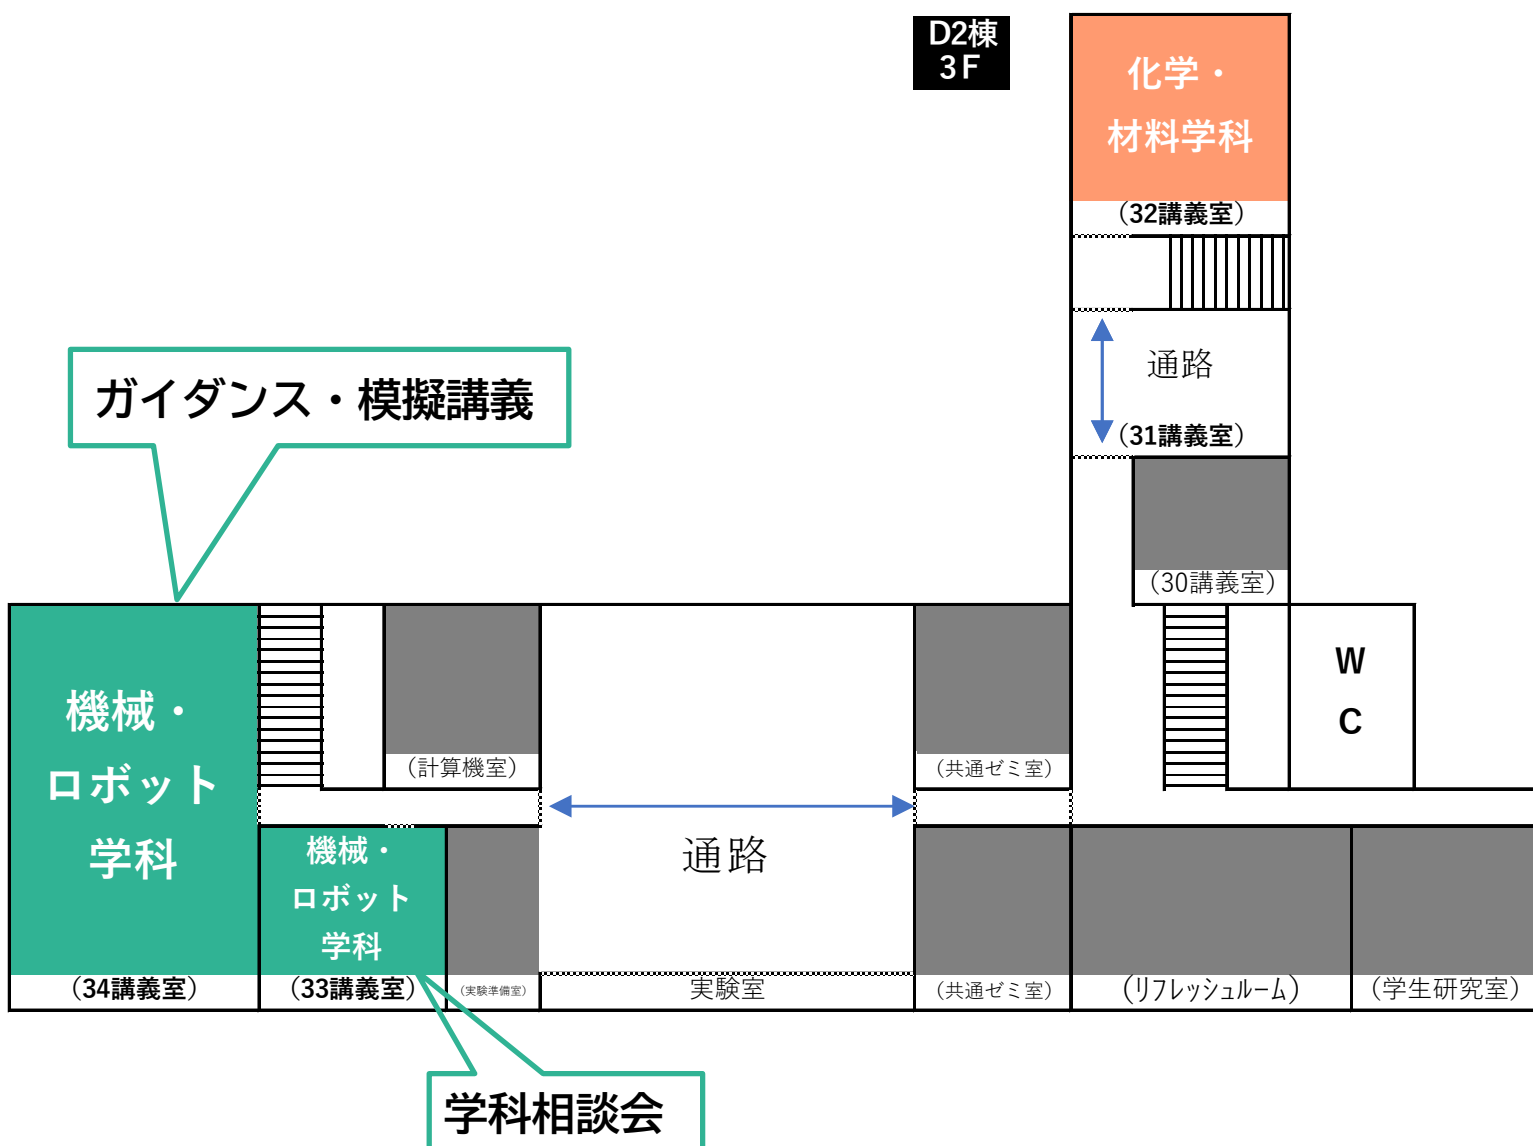 D2棟
3F
化学・
材料学科
（32講義室）
通路
（31講義室）
ガイダンス・模擬講義
（30講義室）
機械・
ロボット
学科
（34講義室）
（計算機室）
（共通ゼミ室）
W
C
機械・
ロボット
学科
（33講義室）
（実験準備室）
通路
実験室
（共通ゼミ室）
（リフレッシュルーム）
（学生研究室）
学科相談会